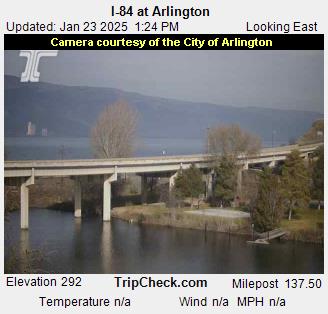 I-84 at Arlington
Updated: Jan 23 2025 1:24 PM Looking East
Camera courtesy of the City of Arlington
Elevation 292 TripCheck.com Milepost 137.50
Temperature n/a Wind n/a MPH n/a